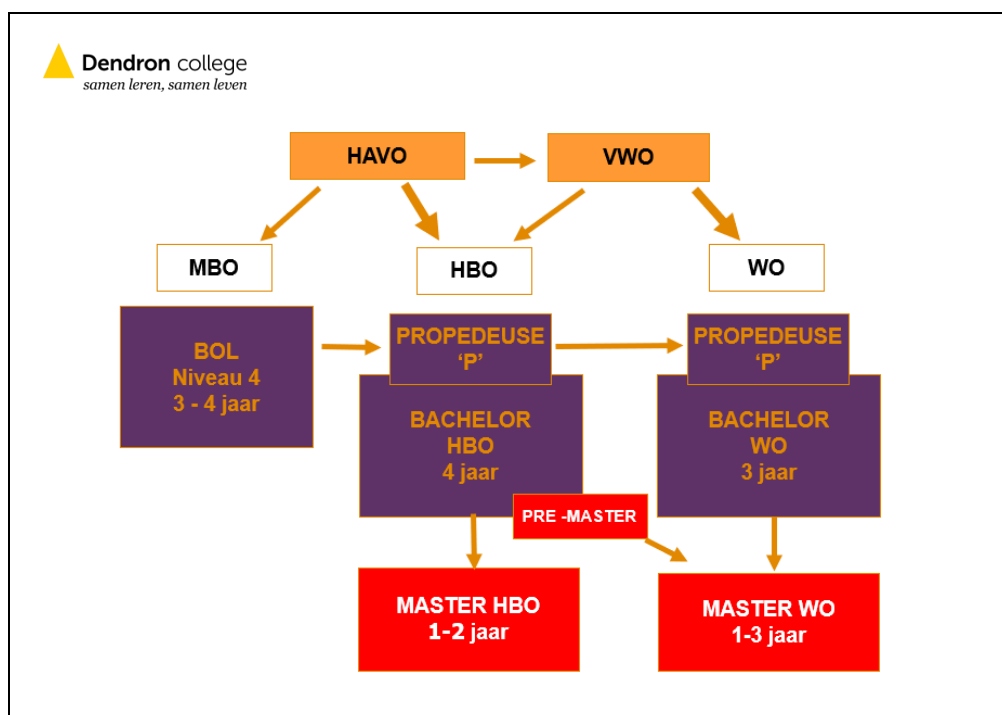 Dendron college
samen leren, samen leven
HAVO
VWO
MBO
HBO
WO
BOL
Niveau 4
3 - 4 jaar
PROPEDEUSE
‘P’
BACHELOR
HBO
4 jaar
PROPEDEUSE
‘P’
BACHELOR
WO
3 jaar
PRE -MASTER
MASTER HBO
1-2 jaar
MASTER WO
1-3 jaar